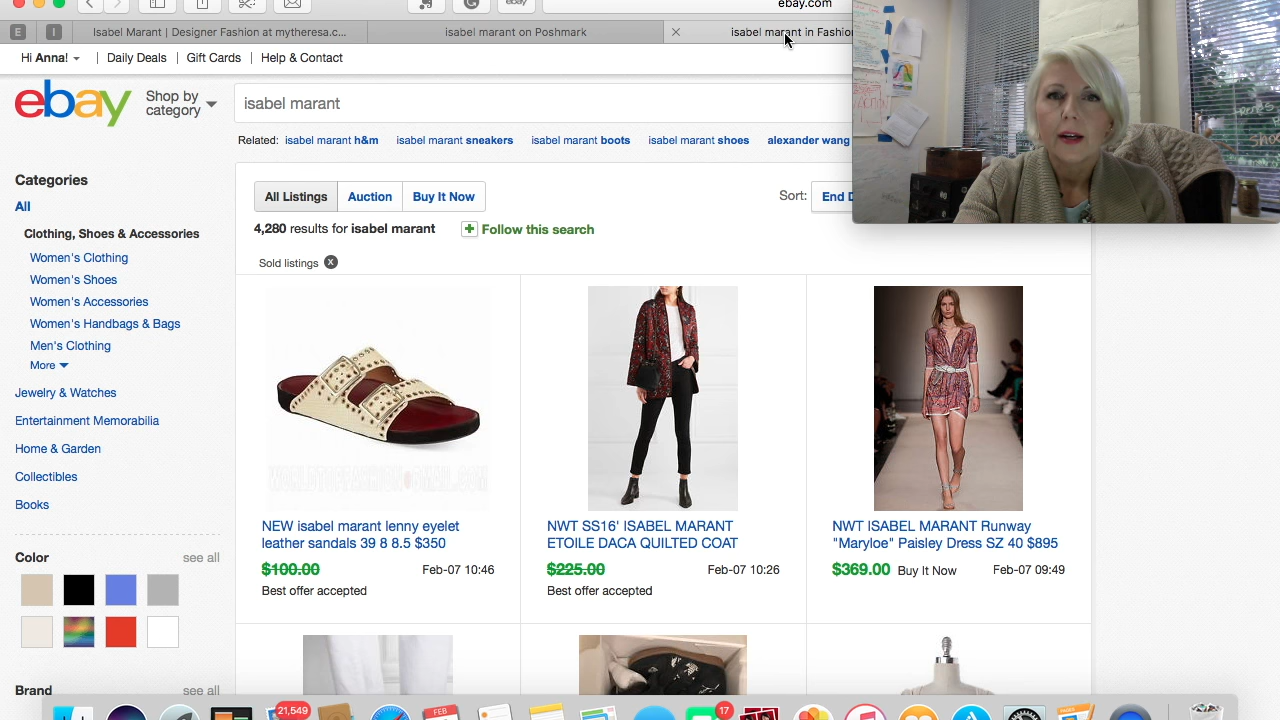 ebay
ebay.com
E
I
Isabel Marant - Designer Fashion at mytheresa.c...
isabel marant on Poshmark
isabel marant in Fashion
Hi Anna!
Daily Deals
Gift Cards
Help & Contact
ebay
Shop by category
isabel marant
Related: isabel marant h&m isabel marant sneakers isabel marant boots isabel marant shoes alexander wang
Categories
All
Clothing, Shoes & Accessories
Women's Clothing
Women's Shoes
Women's Accessories
Women's Handbags & Bags
Men's Clothing
More
Jewelry & Watches
Entertainment Memorabilia
Home & Garden
Collectibles
Books
Color see all
Brand see all
All Listings Auction Buy It Now
Sort: End D
4,280 results for isabel marant
Follow this search
Sold listings
WORLDTOPFASHION@GMAIL.COM
NEW isabel marant lenny eyelet
leather sandals 39 8 8.5 $350
$100.00 Feb-07 10:46
Best offer accepted
NWT SS16' ISABEL MARANT
ETOILE DACA QUILTED COAT
$225.00 Feb-07 10:26
Best offer accepted
NWT ISABEL MARANT Runway
"Maryloe" Paisley Dress SZ 40 $895
$369.00 Buy It Now Feb-07 09:49
21,549
FEB
17